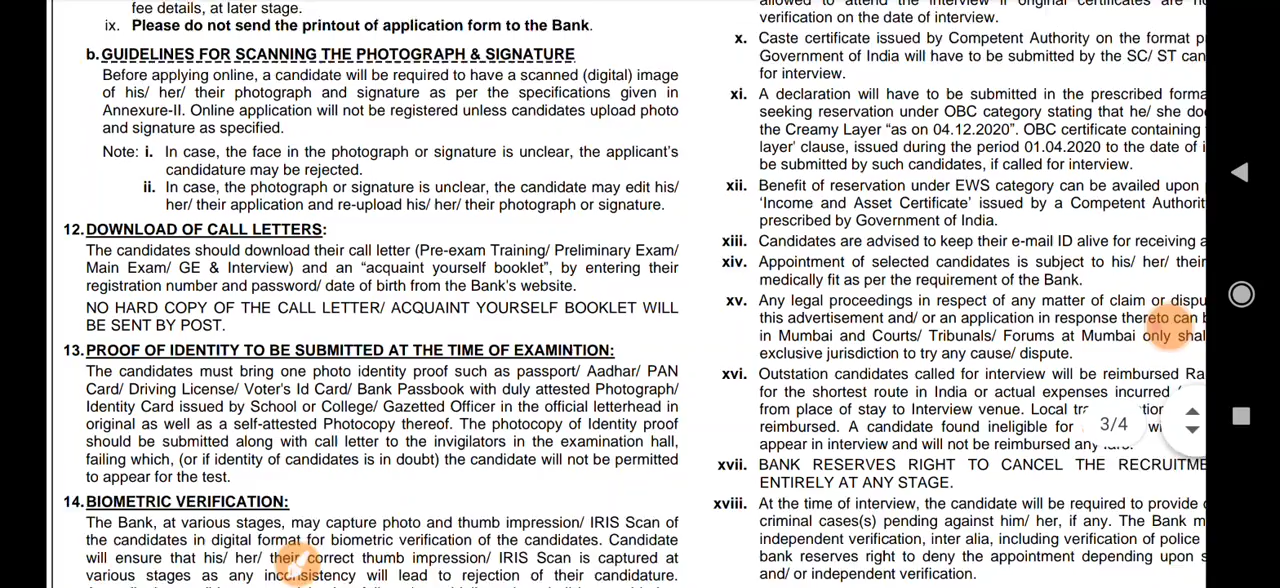 fee details, at later stage.
ix. Please do not send the printout of application form to the Bank.
b. GUIDELINES FOR SCANNING THE PHOTOGRAPH & SIGNATURE
Before applying online, a candidate will be required to have a scanned (digital) image
of his/ her/ their photograph and signature as per the specifications given in
Annexure-II. Online application will not be registered unless candidates upload photo
and signature as specified.
Note: i. In case, the face in the photograph or signature is unclear, the applicant's
candidature may be rejected.
ii. In case, the photograph or signature is unclear, the candidate may edit his/
her/ their application and re-upload his/ her/ their photograph or signature.
12. DOWNLOAD OF CALL LETTERS:
The candidates should download their call letter (Pre-exam Training/ Preliminary Exam/
Main Exam/ GE & Interview) and an “acquaint yourself booklet”, by entering their
registration number and password/ date of birth from the Bank's website.
NO HARD COPY OF THE CALL LETTER/ ACQUAINT YOURSELF BOOKLET WILL
BE SENT BY POST.
13. PROOF OF IDENTITY TO BE SUBMITTED AT THE TIME OF EXAMINTION:
The candidates must bring one photo identity proof such as passport/ Aadhar/ PAN
Card/ Driving License/ Voter's Id Card/ Bank Passbook with duly attested Photograph/
Identity Card issued by School or College/ Gazetted Officer in the official letterhead in
original as well as a self-attested Photocopy thereof. The photocopy of Identity proof
should be submitted along with call letter to the invigilators in the examination hall,
failing which, (or if identity of candidates is in doubt) the candidate will not be permitted
to appear for the test.
14. BIOMETRIC VERIFICATION:
The Bank, at various stages, may capture photo and thumb impression/ IRIS Scan of
the candidates in digital format for biometric verification of the candidates. Candidate
will ensure that his/ her/ their correct thumb impression/ IRIS Scan is captured at
various stages & any inconsistency will lead to rejection of their candidature.
allowed to attend the interview if original certificates are
verification on the date of interview.
x. Caste certificate issued by Competent Authority on the format p
Government of India will have to be submitted by the SC/ ST can
for interview.
xi. A declaration will have to be submitted in the prescribed forma
seeking reservation under OBC category stating that he/ she do
the Creamy Layer “as on 04.12.2020”. OBC certificate containing
layer' clause, issued during the period 01.04.2020 to the date of i
be submitted by such candidates, if called for interview.
xii. Benefit of reservation under EWS category can be availed upon
‘Income and Asset Certificate’ issued by a Competent Authorit
prescribed by Government of India.
xiii. Candidates are advised to keep their e-mail ID alive for receiving a
xiv. Appointment of selected candidates is subject to his/ her/ their
medically fit as per the requirement of the Bank.
xv. Any legal proceedings in respect of any matter of claim or dispu
this advertisement and/ or an application in response thereto can b
in Mumbai and Courts/ Tribunals/ Forums at Mumbai only shal
exclusive jurisdiction to try any cause/ dispute.
xvi. Outstation candidates called for interview will be reimbursed Ra
for the shortest route in India or actual expenses incurred
from place of stay to Interview venue. Local
reimbursed. A candidate found ineligible for
appear in interview and will not be reimbursed any
3/4
xvii. BANK RESERVES RIGHT TO CANCEL THE RECRUITME
ENTIRELY AT ANY STAGE.
xviii. At the time of interview, the candidate will be required to provide
criminal cases(s) pending against him/ her, if any. The Bank m
independent verification, inter alia, including verification of police
bank reserves right to deny the appointment depending upon s
and/ or independent verification.